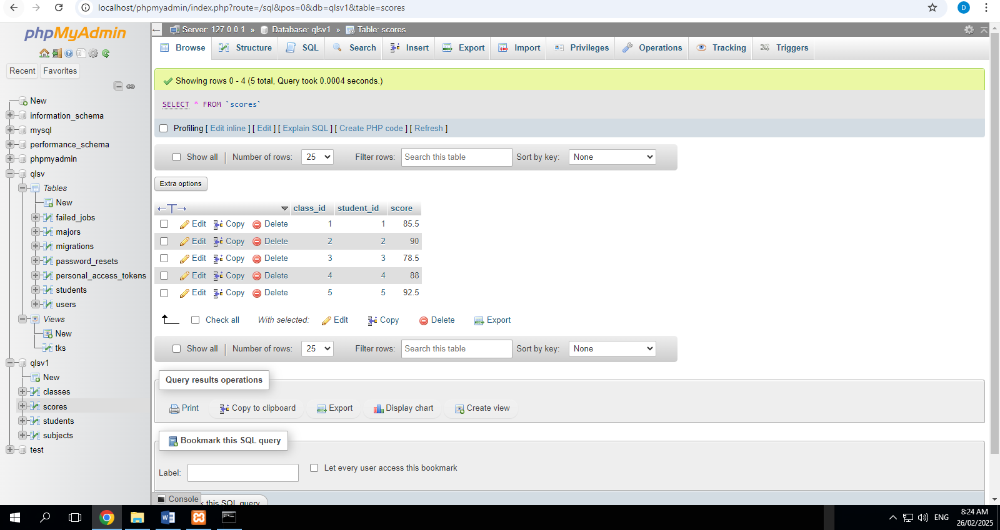 localhost/phpmyadmin/index.php?route=/sql&pos=0&db=qlsv1&table=scores
D
phpMyAdmin
Recent
Favorites
New
information_schema
mysql
performance_schema
phpmyadmin
qlsv
Tables
New
failed_jobs
majors
migrations
password_resets
personal_access_tokens
students
users
Views
New
tks
qlsv1
New
classes
scores
students
subjects
test
Server: 127.0.0.1 » Database: qlsv1 » Table: scores
Browse Structure SQL Search Insert Export Import Privileges Operations Tracking Triggers
Showing rows 0 - 4 (5 total, Query took 0.0004 seconds.)
SELECT * FROM `scores`
Profiling [ Edit inline ] [ Edit ] [ Explain SQL ] [ Create PHP code ] [ Refresh ]
Show all Number of rows: 25 Filter rows: Search this table Sort by key: None
Extra options
←T→ class_id student_id score
Edit Copy Delete 1 1 85.5
Edit Copy Delete 2 2 90
Edit Copy Delete 3 3 78.5
Edit Copy Delete 4 4 88
Edit Copy Delete 5 5 92.5
Check all With selected: Edit Copy Delete Export
Show all Number of rows: 25 Filter rows: Search this table Sort by key: None
Query results operations
Print Copy to clipboard Export Display chart Create view
Bookmark this SQL query
Label: Let every user access this bookmark
Console this SQL query
ENG
8:24 AM
26/02/2025